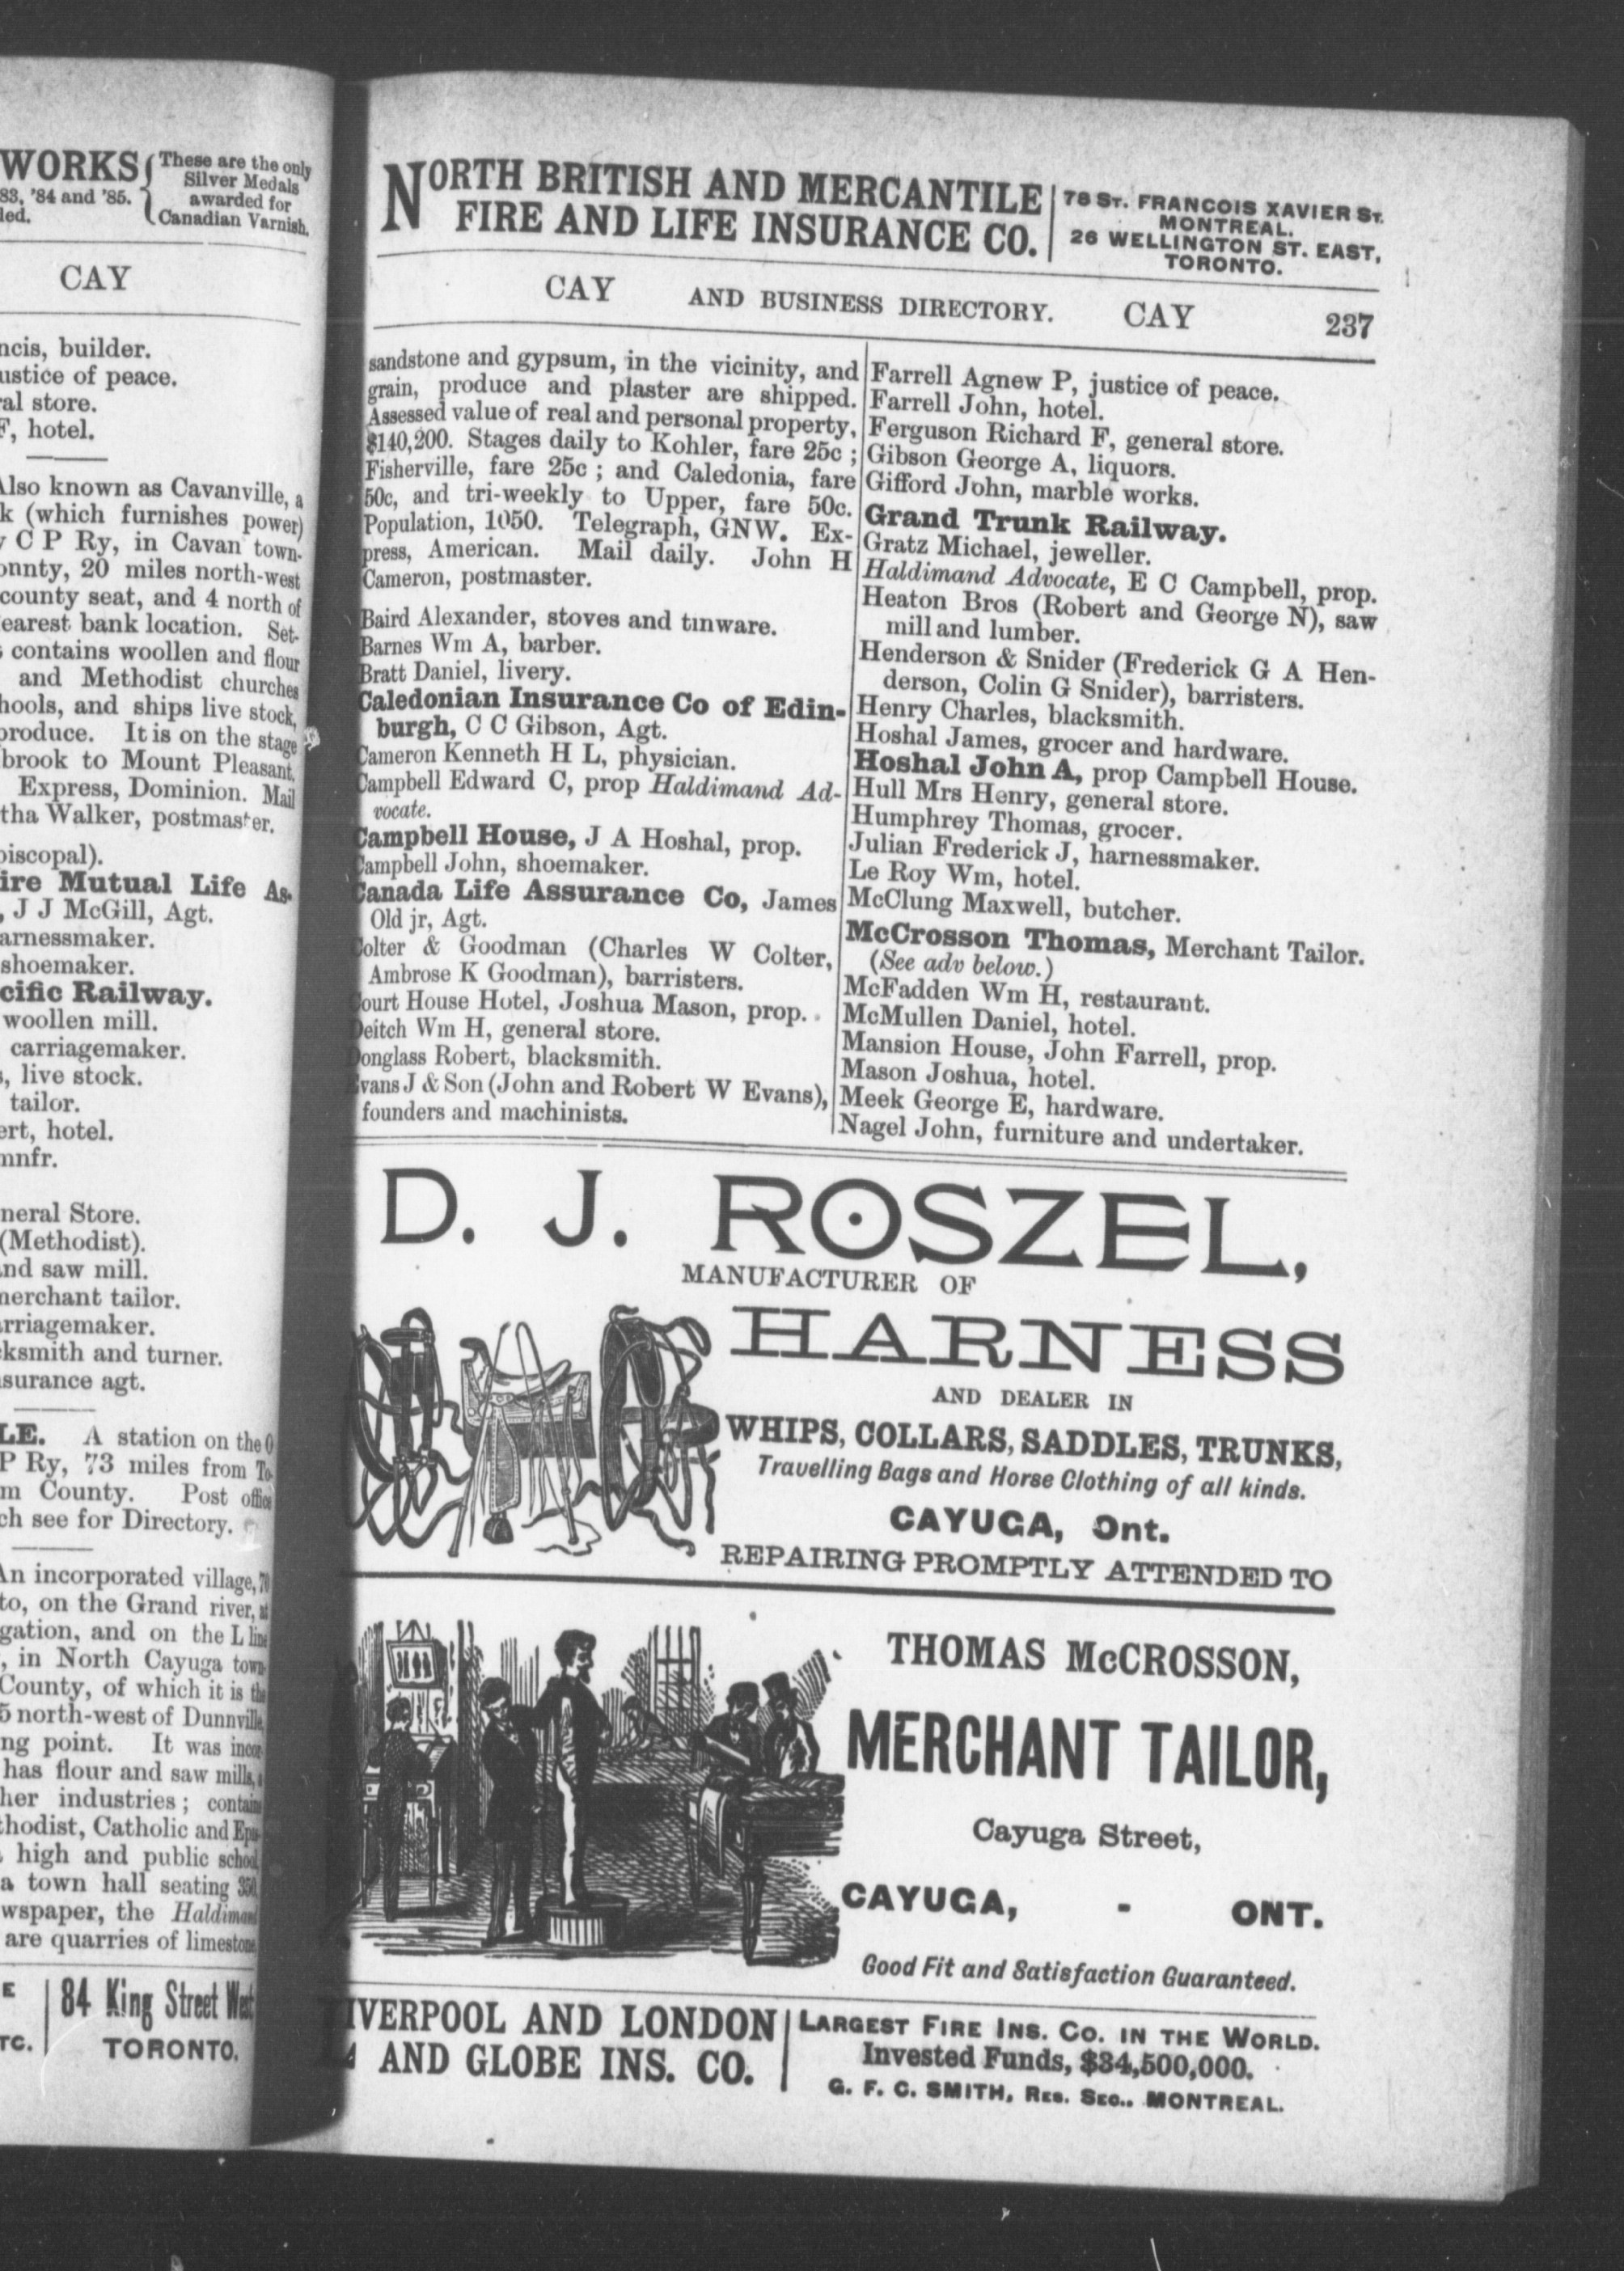 WORKS
83, '84 and '85.
led.
These are the only
Silver Medals
awarded for
Canadian Varnish.
CAY
ncis, builder.
ustice of peace.
ral store.
F, hotel.
Also known as Cavanville, a
k (which furnishes power)
y C P Ry, in Cavan town-
ounty, 20 miles north-west
county seat, and 4 north of
earest bank location. Set-
s contains woollen and flour
and Methodist churches
hools, and ships live stock,
produce. It is on the stage
brook to Mount Pleasant.
Express, Dominion. Mail
tha Walker, postmaster.
piscopal).
ire Mutual Life As-
, J J McGill, Agt.
arnessmaker.
shoemaker.
cific Railway.
woollen mill.
carriagemaker.
s, live stock.
tailor.
ert, hotel.
mnfr.
neral Store.
(Methodist).
and saw mill.
merchant tailor.
arriagemaker.
cksmith and turner.
surance agt.
LE. A station on the O
P Ry, 73 miles from To-
m County. Post office
ch see for Directory.
An incorporated village, 70
to, on the Grand river, at
gation, and on the L line
, in North Cayuga town-
County, of which it is the
5 north-west of Dunnville,
ng point. It was incor-
has flour and saw mills, a
her industries; contains
thodist, Catholic and Epis-
high and public school,
a town hall seating 350,
wspaper, the Haldimand
are quarries of limestone,
E
TC.
84 King Street West
TORONTO.
NORTH BRITISH AND MERCANTILE
FIRE AND LIFE INSURANCE CO.
78 ST. FRANCOIS XAVIER ST.
MONTREAL.
26 WELLINGTON ST. EAST,
TORONTO.
CAY AND BUSINESS DIRECTORY. CAY 237
sandstone and gypsum, in the vicinity, and
grain, produce and plaster are shipped.
Assessed value of real and personal property,
$140,200. Stages daily to Kohler, fare 25c ;
Fisherville, fare 25c ; and Caledonia, fare
50c, and tri-weekly to Upper, fare 50c.
Population, 1050. Telegraph, GNW. Ex-
press, American. Mail daily. John H
Cameron, postmaster.
Baird Alexander, stoves and tinware.
Barnes Wm A, barber.
Bratt Daniel, livery.
Caledonian Insurance Co of Edin-
burgh, C C Gibson, Agt.
Cameron Kenneth H L, physician.
Campbell Edward C, prop Haldimand Ad-
vocate.
Campbell House, J A Hoshal, prop.
Campbell John, shoemaker.
Canada Life Assurance Co, James
Old jr, Agt.
Colter & Goodman (Charles W Colter,
Ambrose K Goodman), barristers.
Court House Hotel, Joshua Mason, prop.
Deitch Wm H, general store.
Donglass Robert, blacksmith.
Evans J & Son (John and Robert W Evans),
founders and machinists.
Farrell Agnew P, justice of peace.
Farrell John, hotel.
Ferguson Richard F, general store.
Gibson George A, liquors.
Gifford John, marble works.
Grand Trunk Railway.
Gratz Michael, jeweller.
Haldimand Advocate, E C Campbell, prop.
Heaton Bros (Robert and George N), saw
mill and lumber.
Henderson & Snider (Frederick G A Hen-
derson, Colin G Snider), barristers.
Henry Charles, blacksmith.
Hoshal James, grocer and hardware.
Hoshal John A, prop Campbell House.
Hull Mrs Henry, general store.
Humphrey Thomas, grocer.
Julian Frederick J, harnessmaker.
Le Roy Wm, hotel.
McClung Maxwell, butcher.
McCrosson Thomas, Merchant Tailor.
(See adv below.)
McFadden Wm H, restaurant.
McMullen Daniel, hotel.
Mansion House, John Farrell, prop.
Mason Joshua, hotel.
Meek George E, hardware.
Nagel John, furniture and undertaker.
D. J. ROSZEL,
MANUFACTURER OF
HARNESS
AND DEALER IN
WHIPS, COLLARS, SADDLES, TRUNKS,
Travelling Bags and Horse Clothing of all kinds.
CAYUGA, Ont.
REPAIRING PROMPTLY ATTENDED TO
THOMAS McCROSSON,
MERCHANT TAILOR,
Cayuga Street,
CAYUGA, - ONT.
Good Fit and Satisfaction Guaranteed.
LIVERPOOL AND LONDON
AND GLOBE INS. CO.
LARGEST FIRE INS. CO. IN THE WORLD.
Invested Funds, $34,500,000.
G. F. C. SMITH, RES. SEC., MONTREAL.